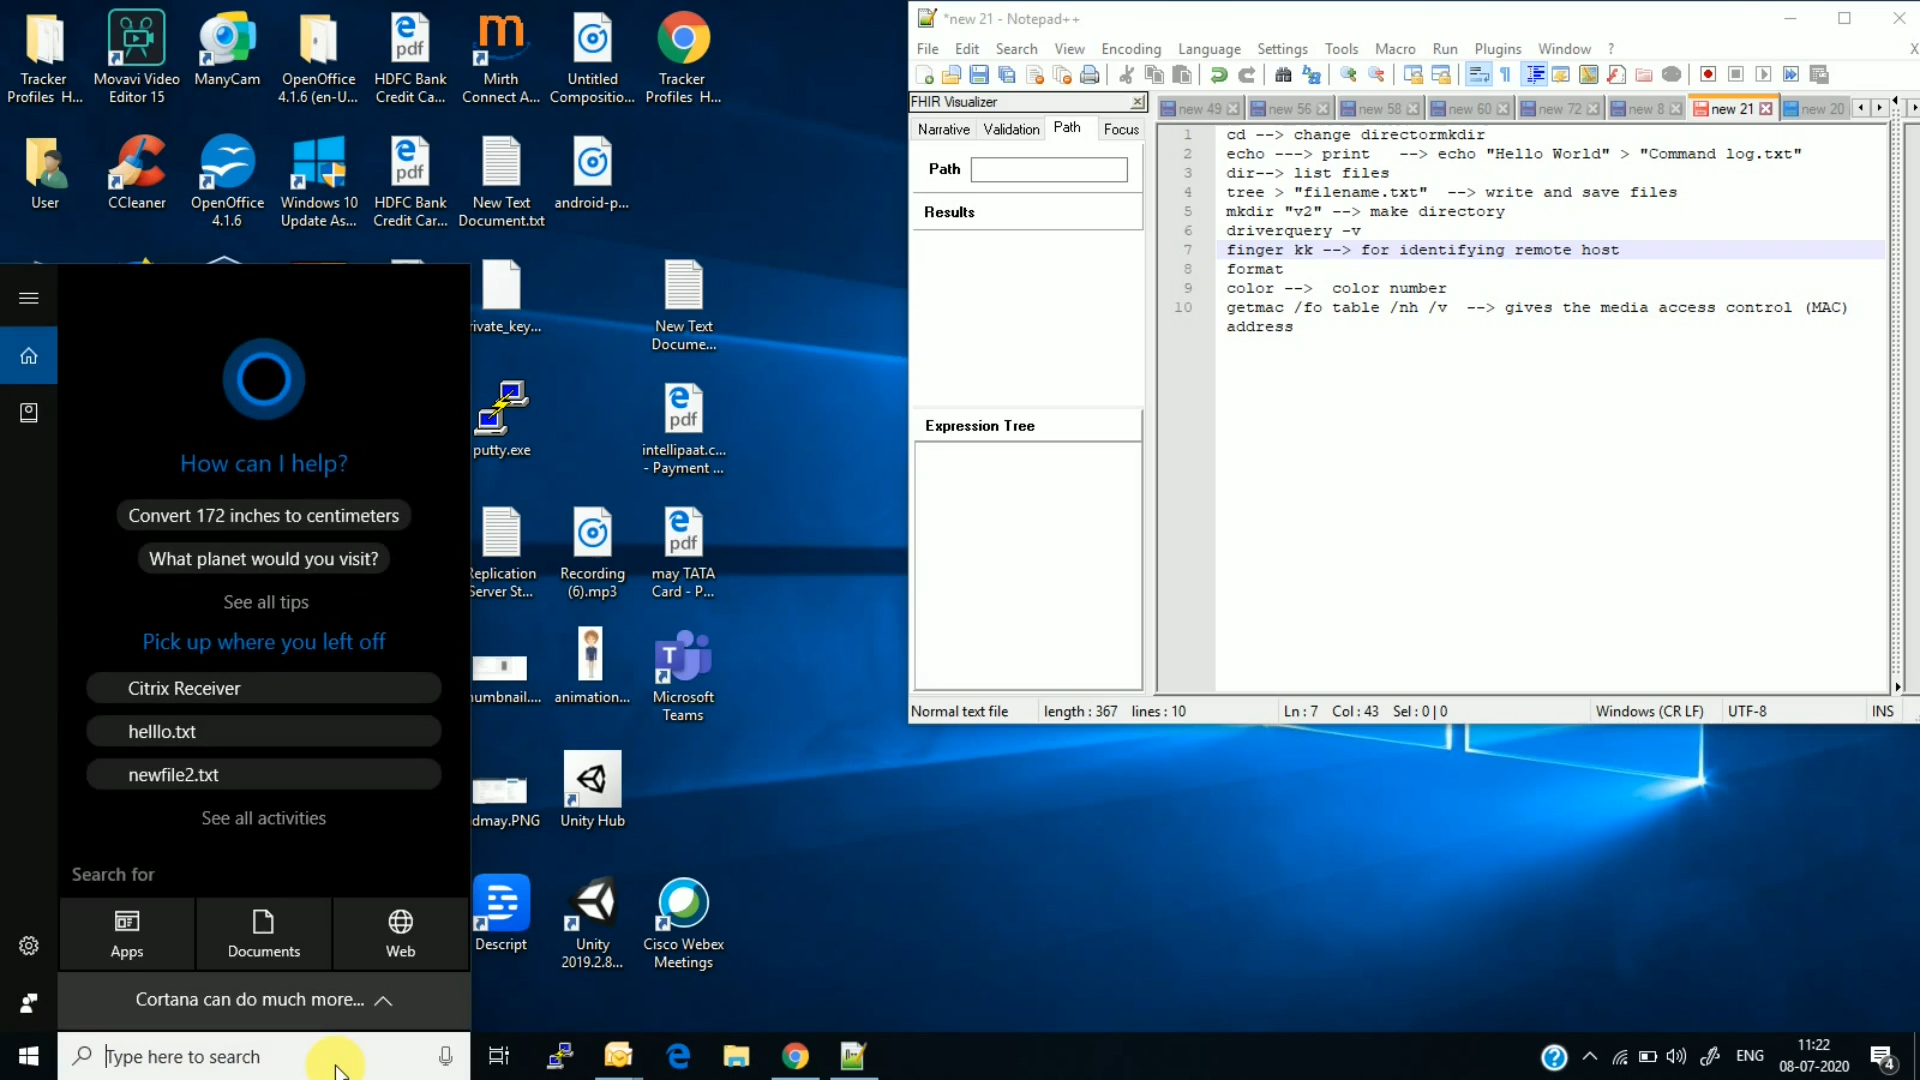 Tracker
Profiles H...
Movavi Video
Editor 15
ManyCam
OpenOffice
4.1.6 (en-U...
pdf
HDFC Bank
Credit Ca...
Mirth
Connect A...
Untitled
Compositio...
Tracker
Profiles H...
User
CCleaner
OpenOffice
4.1.6
Windows 10
Update As...
pdf
HDFC Bank
Credit Car...
New Text
Document.txt
android-p...
How can I help?
Convert 172 inches to centimeters
What planet would you visit?
See all tips
Pick up where you left off
Citrix Receiver
helllo.txt
newfile2.txt
See all activities
Search for
Apps
Documents
Web
Cortana can do much more...
Type here to search
ivate_key...
New Text
Docume...
putty.exe
pdf
intellipaat.c...
- Payment ...
Replication
Server St...
Recording
(6).mp3
pdf
may TATA
Card - P...
umbnail....
animation...
T
Microsoft
Teams
dmay.PNG
Unity Hub
Descript
Unity
2019.2.8...
Cisco Webex
Meetings
*new 21 - Notepad++
File Edit Search View Encoding Language Settings Tools Macro Run Plugins Window ? X
FHIR Visualizer
Narrative Validation Path Focus
Path
Results
Expression Tree
new 49 new 56 new 58 new 60 new 72 new 8 new 21 new 20
1 cd --> change directormkdir
2 echo ---> print --> echo "Hello World" > "Command log.txt"
3 dir--> list files
4 tree > "filename.txt" --> write and save files
5 mkdir "v2" --> make directory
6 driverquery -v
7 finger kk --> for identifying remote host
8 format
9 color --> color number
10 getmac /fo table /nh /v --> gives the media access control (MAC)
address
Normal text file length : 367 lines : 10 Ln : 7 Col : 43 Sel : 0 | 0 Windows (CR LF) UTF-8 INS
ENG
11:22
08-07-2020
4